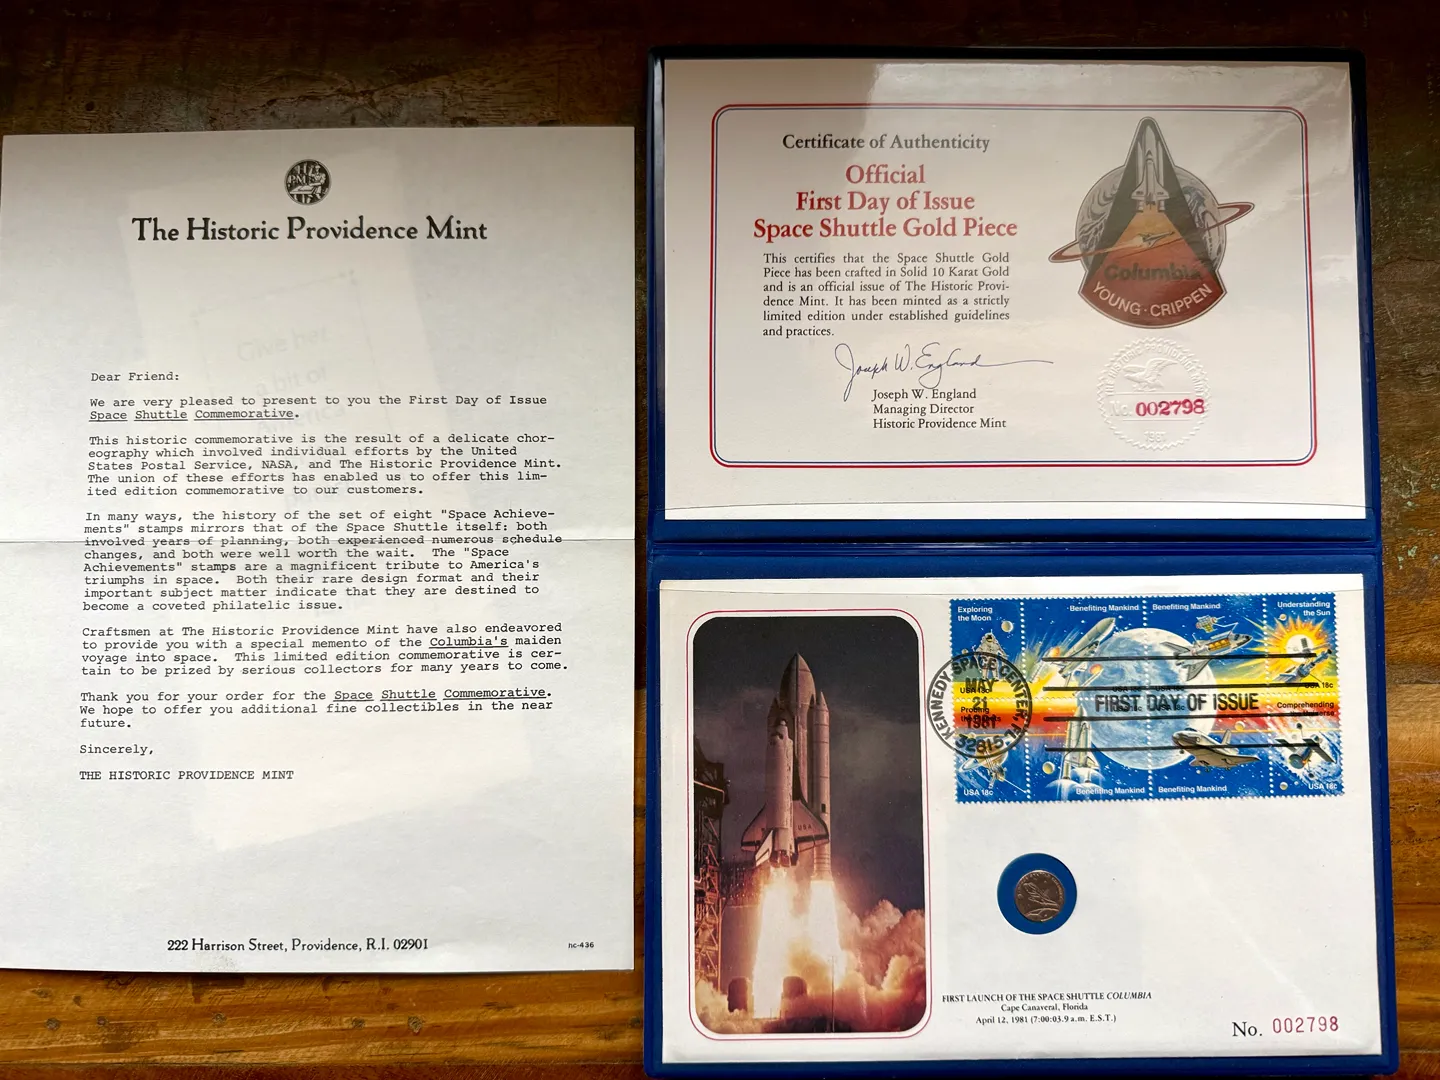 The Historic Providence Mint
Dear Friend:
We are very pleased to present to you the First Day of Issue
Space Shuttle Commemorative.
This historic commemorative is the result of a delicate chor-
eography which involved individual efforts by the United
States Postal Service, NASA, and The Historic Providence Mint.
The union of these efforts has enabled us to offer this lim-
ited edition commemorative to our customers.
In many ways, the history of the set of eight "Space Achieve-
ments" stamps mirrors that of the Space Shuttle itself: both
involved years of planning, both experienced numerous schedule
changes, and both were well worth the wait. The "Space
Achievements" stamps are a magnificent tribute to America's
triumphs in space. Both their rare design format and their
important subject matter indicate that they are destined to
become a coveted philatelic issue.
Craftsmen at The Historic Providence Mint have also endeavored
to provide you with a special memento of the Columbia's maiden
voyage into space. This limited edition commemorative is cer-
tain to be prized by serious collectors for many years to come.
Thank you for your order for the Space Shuttle Commemorative.
We hope to offer you additional fine collectibles in the near
future.
Sincerely,
THE HISTORIC PROVIDENCE MINT
222 Harrison Street, Providence, R.I. 02901
hc-436
Certificate of Authenticity
Official
First Day of Issue
Space Shuttle Gold Piece
This certifies that the Space Shuttle Gold
Piece has been crafted in Solid 10 Karat Gold
and is an official issue of The Historic Provi-
dence Mint. It has been minted as a strictly
limited edition under established guidelines
and practices.
Joseph W. England
Joseph W. England
Managing Director
Historic Providence Mint
Columbia
YOUNG·CRIPPEN
No. 002798
1981
Exploring
the Moon
Benefiting Mankind
Benefiting Mankind
Understanding
the Sun
USA 18c
USA 18c
USA 18c
USA 18c
KENNEDY SPACE CENTER, FL
MAY
21
1981
32815
FIRST DAY OF ISSUE
Probing
the Planets
Comprehending
the Universe
USA 18c
Benefiting Mankind
Benefiting Mankind
USA 18c
USA
FIRST LAUNCH OF THE SPACE SHUTTLE COLUMBIA
Cape Canaveral, Florida
April 12, 1981 (7:00:03.9 a.m. E.S.T.)
No. 002798